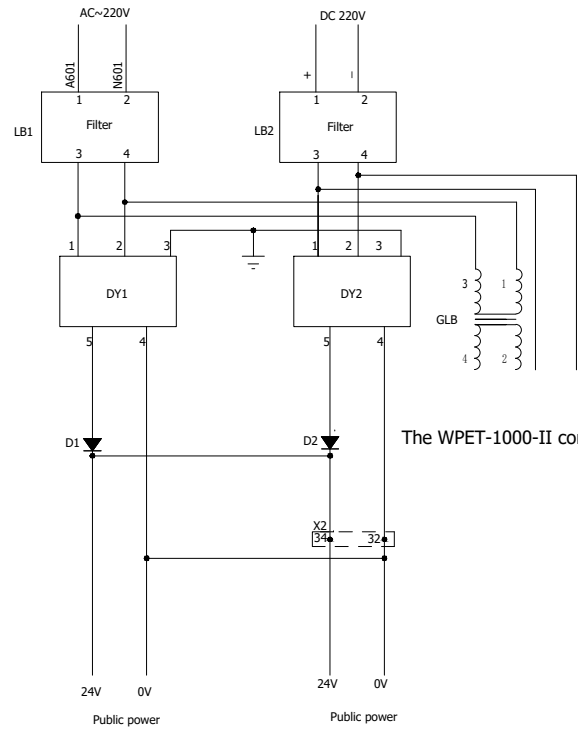 AC~220V
DC 220V
A601
N601
+
−
1 2
Filter
LB1
3 4
1 2
Filter
LB2
3 4
1 2 3
DY1
5 4
1 2 3
DY2
5 4
3 1
GLB
4 2
D1
D2
The WPET-1000-II co
X2
34 32
24V 0V
Public power
24V 0V
Public power